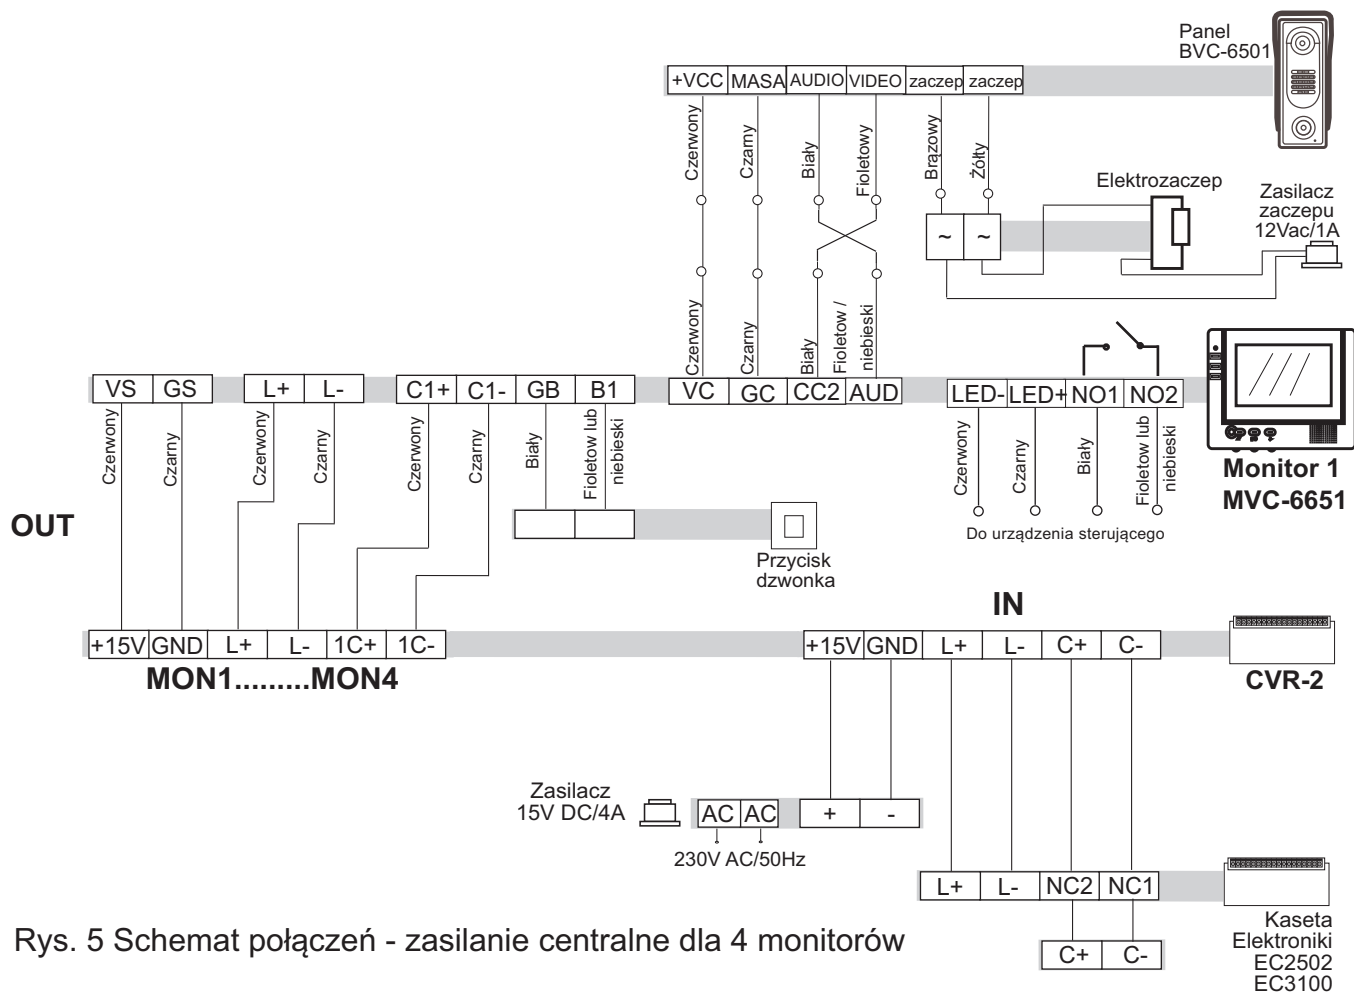 Panel
BVC-6501
+VCC MASA AUDIO VIDEO zaczep zaczep
Czerwony
Czarny
Biały
Fioletowy
Brązowy
Żółty
Elektrozaczep
Zasilacz
zaczepu
12Vac/1A
~ ~
Czerwony
Czarny
Biały
Fioletow /
niebieski
VS GS L+ L- C1+ C1- GB B1 VC GC CC2 AUD LED- LED+ NO1 NO2
Czerwony
Czarny
Czerwony
Czarny
Czerwony
Czarny
Biały
Fioletow lub
niebieski
Czerwony
Czarny
Biały
Fioletow lub
niebieski
Monitor 1
MVC-6651
OUT
Do urządzenia sterującego
Przycisk
dzwonka
IN
+15V GND L+ L- 1C+ 1C- +15V GND L+ L- C+ C-
MON1.........MON4
CVR-2
Zasilacz
15V DC/4A
AC AC + -
230V AC/50Hz
L+ L- NC2 NC1
Kaseta
Elektroniki
EC2502
EC3100
C+ C-
Rys. 5 Schemat połączeń - zasilanie centralne dla 4 monitorów